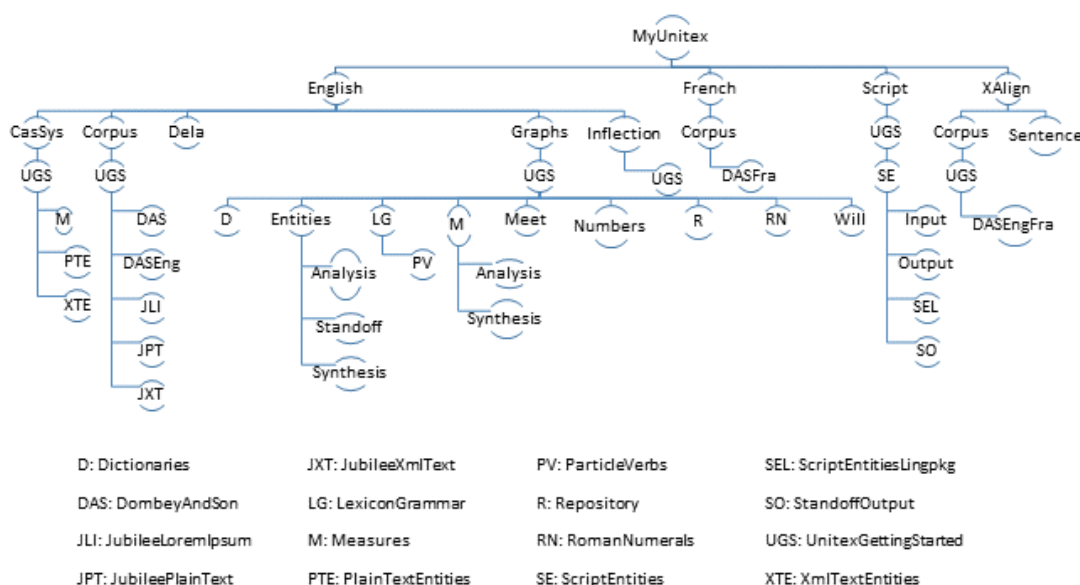 MyUnitex
English French Script XAlign
CasSys Corpus Dela Graphs Inflection Corpus UGS Corpus Sentence
UGS UGS UGS UGS DASFra SE UGS
M DAS D Entities LG M Meet Numbers R RN Will Input DASEngFra
PTE DASEng Analysis PV Analysis Output
XTE JLI Standoff Synthesis SEL
JPT Synthesis SO
JXT
D: Dictionaries JXT: JubileeXmlText PV: ParticleVerbs SEL: ScriptEntitiesLingpkg
DAS: DombeyAndSon LG: LexiconGrammar R: Repository SO: StandoffOutput
JLI: JubileeLoremIpsum M: Measures RN: RomanNumerals UGS: UnitexGettingStarted
JPT: JubileePlainText PTE: PlainTextEntities SE: ScriptEntities XTE: XmlTextEntities